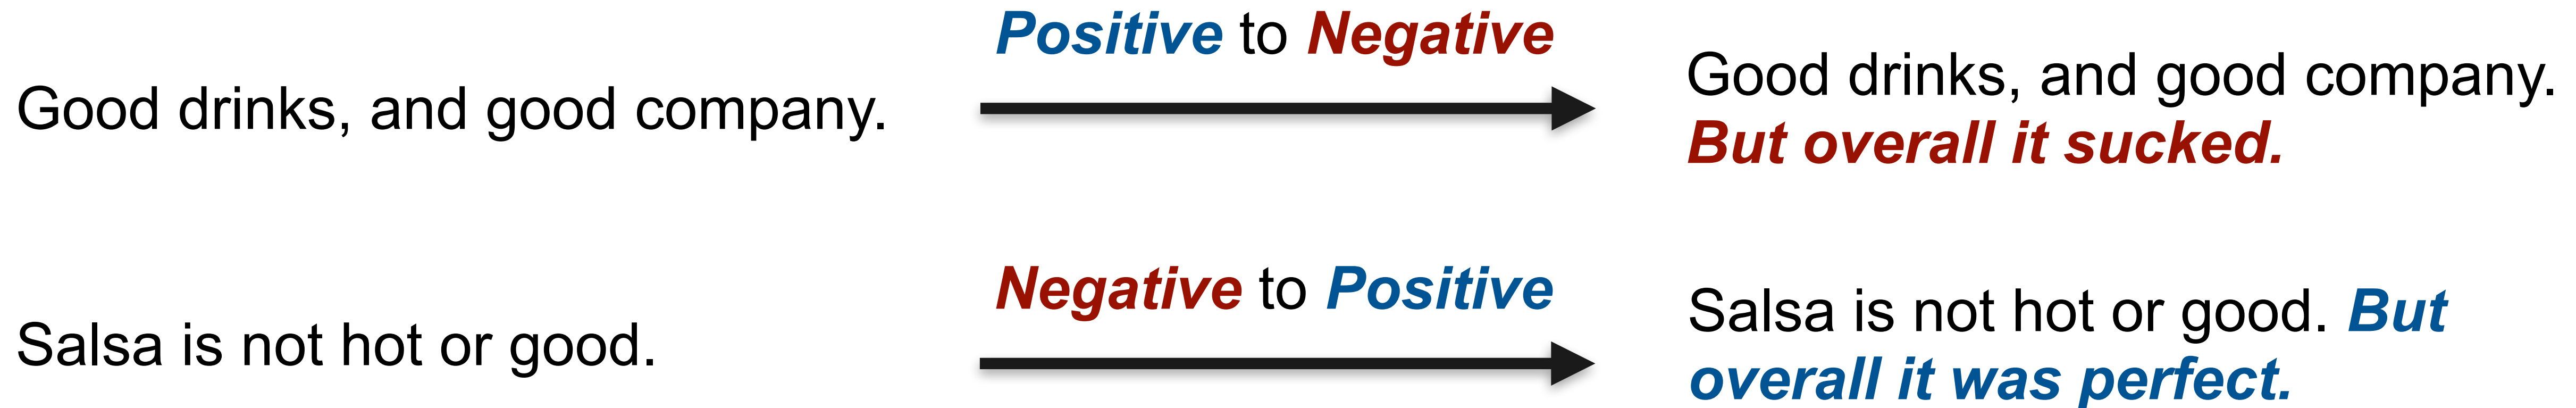 Good drinks, and good company.
Positive to Negative
Good drinks, and good company.
But overall it sucked.
Salsa is not hot or good.
Negative to Positive
Salsa is not hot or good. But
overall it was perfect.